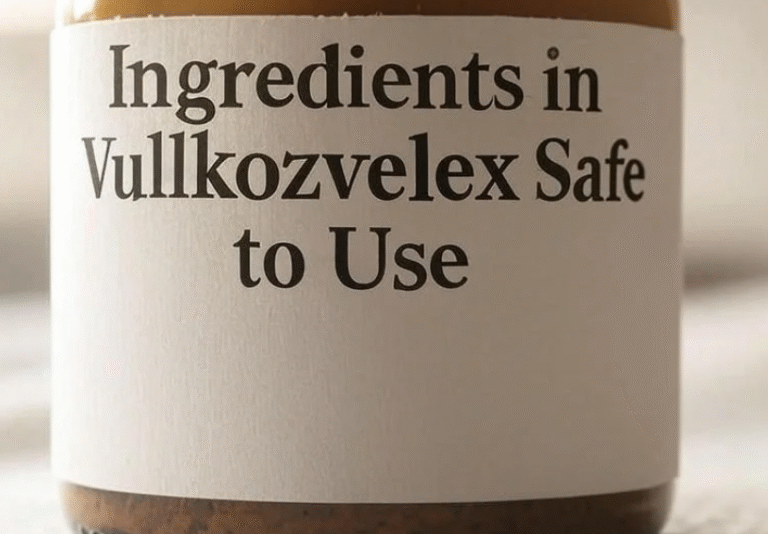 Ingredients in
Vullkozvelex Safe
to Use